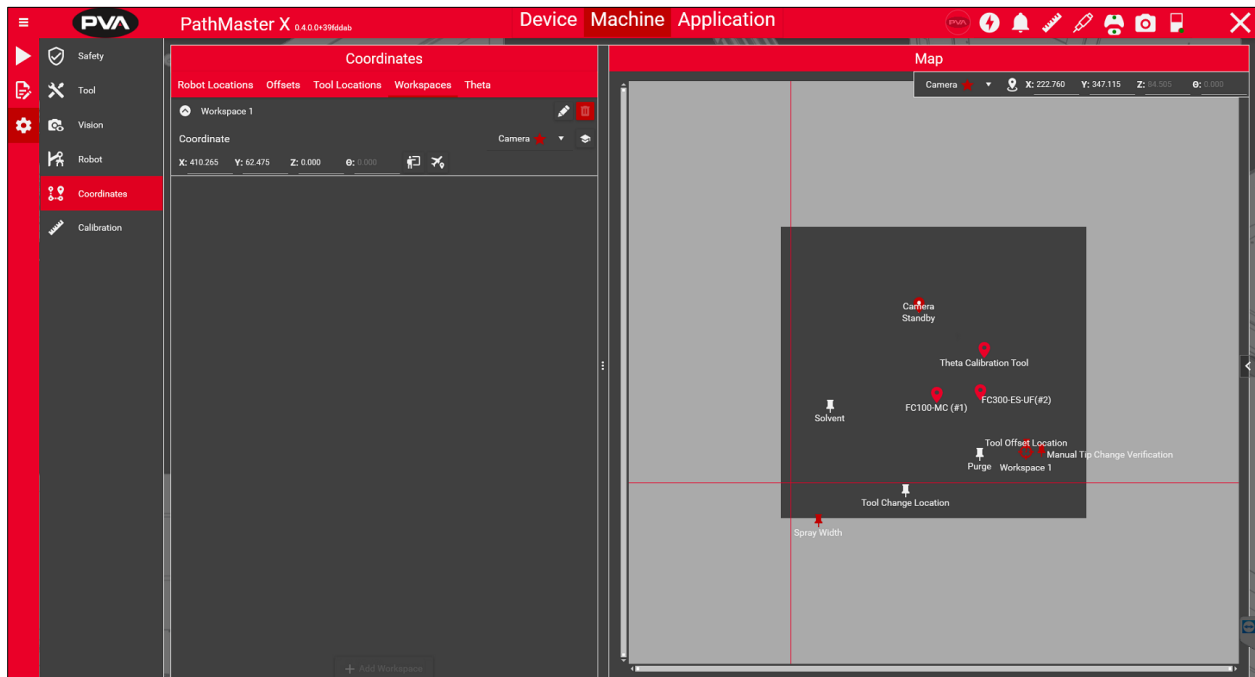 PVA PathMaster X 0.4.0.0+39fddab Device Machine Application PVA
Safety
Tool
Vision
Robot
Coordinates
Calibration
Coordinates
Robot Locations Offsets Tool Locations Workspaces Theta
Workspace 1
Coordinate Camera
X: 410.265 Y: 62.475 Z: 0.000 Θ: 0.000
+ Add Workspace
Map
Camera X: 222.760 Y: 347.115 Z: 84.505 Θ: 0.000
Camera
Standby
Theta Calibration Tool
FC100-MC (#1)
FC300-ES-UF(#2)
Solvent
Tool Offset Location
Manual Tip Change Verification
Purge
Workspace 1
Tool Change Location
Spray Width